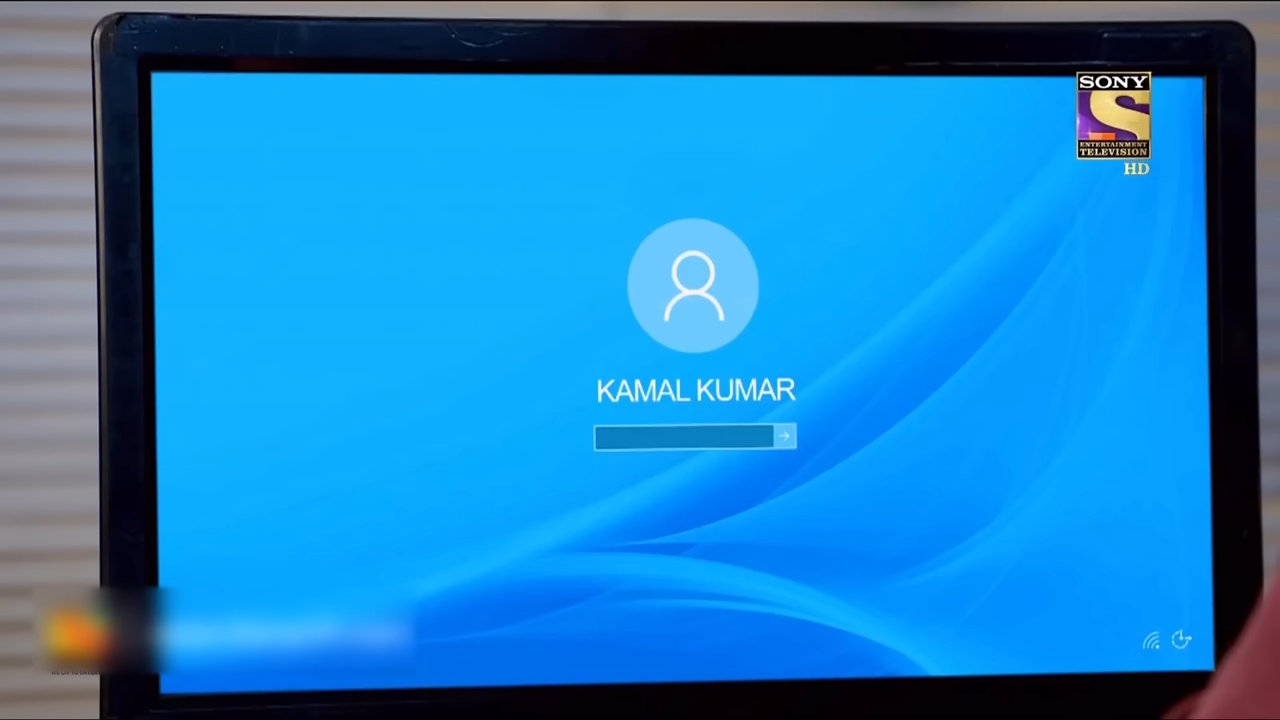 SONY
ENTERTAINMENT
TELEVISION
HD
KAMAL KUMAR